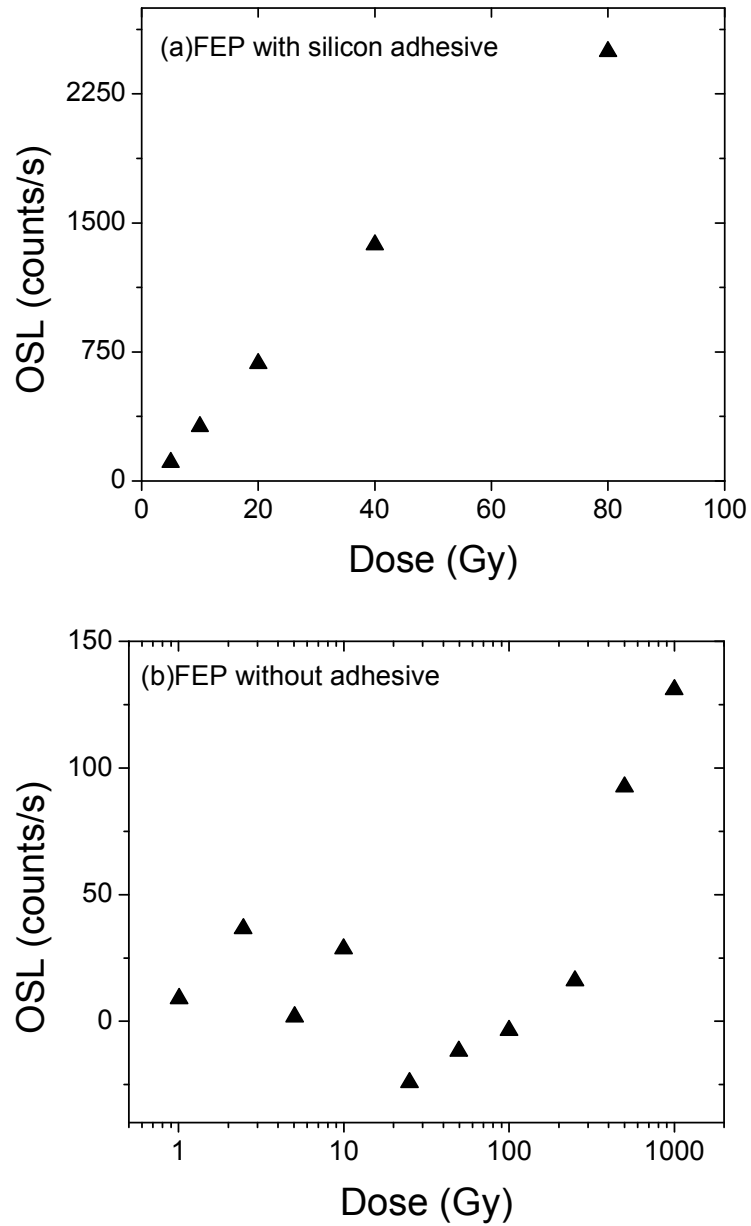 (a)FEP with silicon adhesive
2250
1500
750
0
OSL (counts/s)
0 20 40 60 80 100
Dose (Gy)
(b)FEP without adhesive
150
100
50
0
OSL (counts/s)
1 10 100 1000
Dose (Gy)